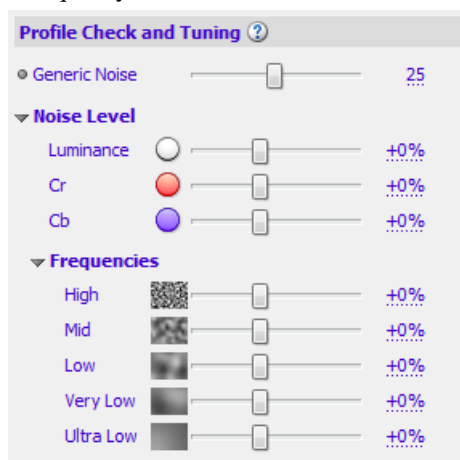 Profile Check and Tuning ?
Generic Noise 25
Noise Level
Luminance +0%
Cr +0%
Cb +0%
Frequencies
High +0%
Mid +0%
Low +0%
Very Low +0%
Ultra Low +0%